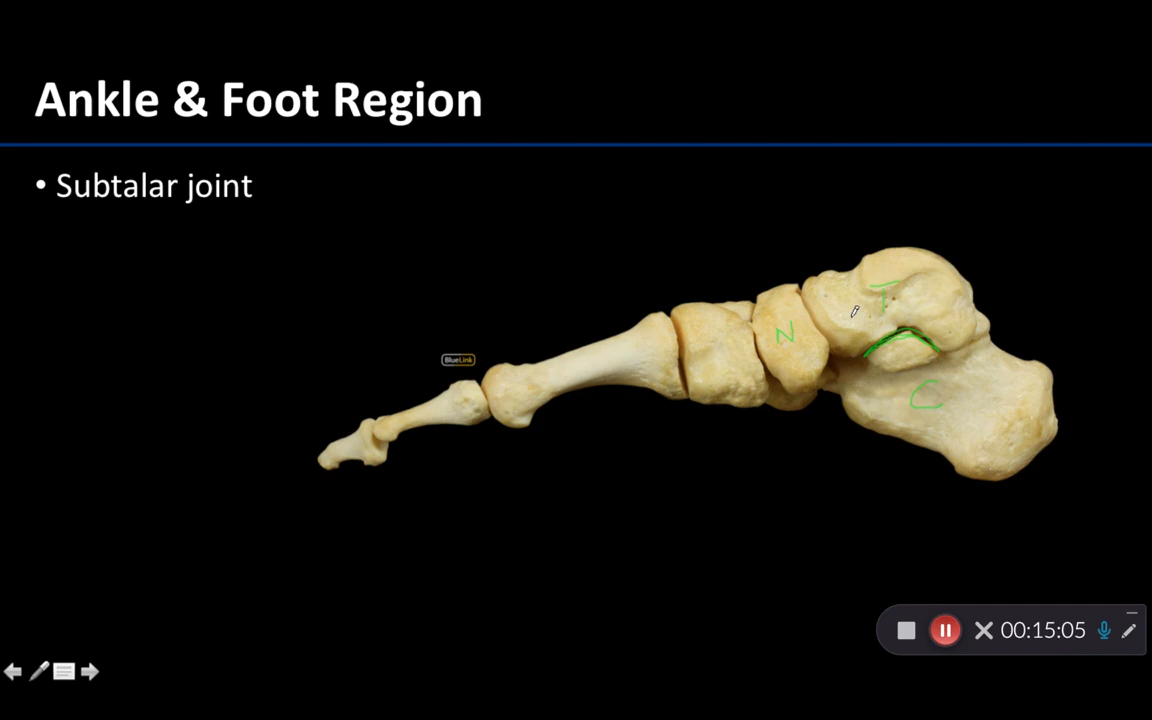 Ankle & Foot Region
• Subtalar joint
T
N
BlueLink
C
00:15:05